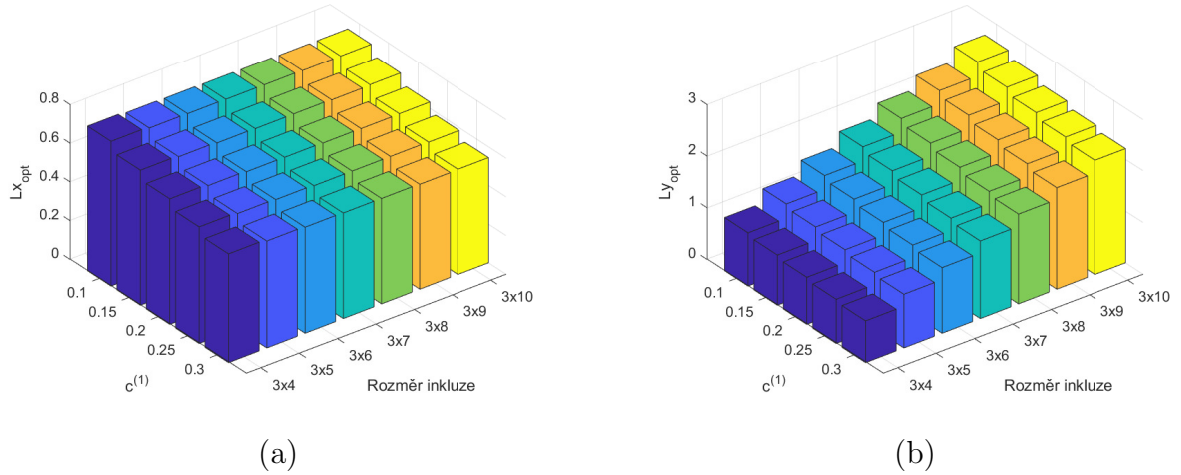 0.8
0.6
0.4
0.2
0
Lx_opt
0.1
0.15
0.2
0.25
0.3
c^(1)
3x4
3x5
3x6
3x7
3x8
3x9
3x10
Rozměr inkluze
(a)
3
2
1
0
Ly_opt
0.1
0.15
0.2
0.25
0.3
c^(1)
3x4
3x5
3x6
3x7
3x8
3x9
3x10
Rozměr inkluze
(b)